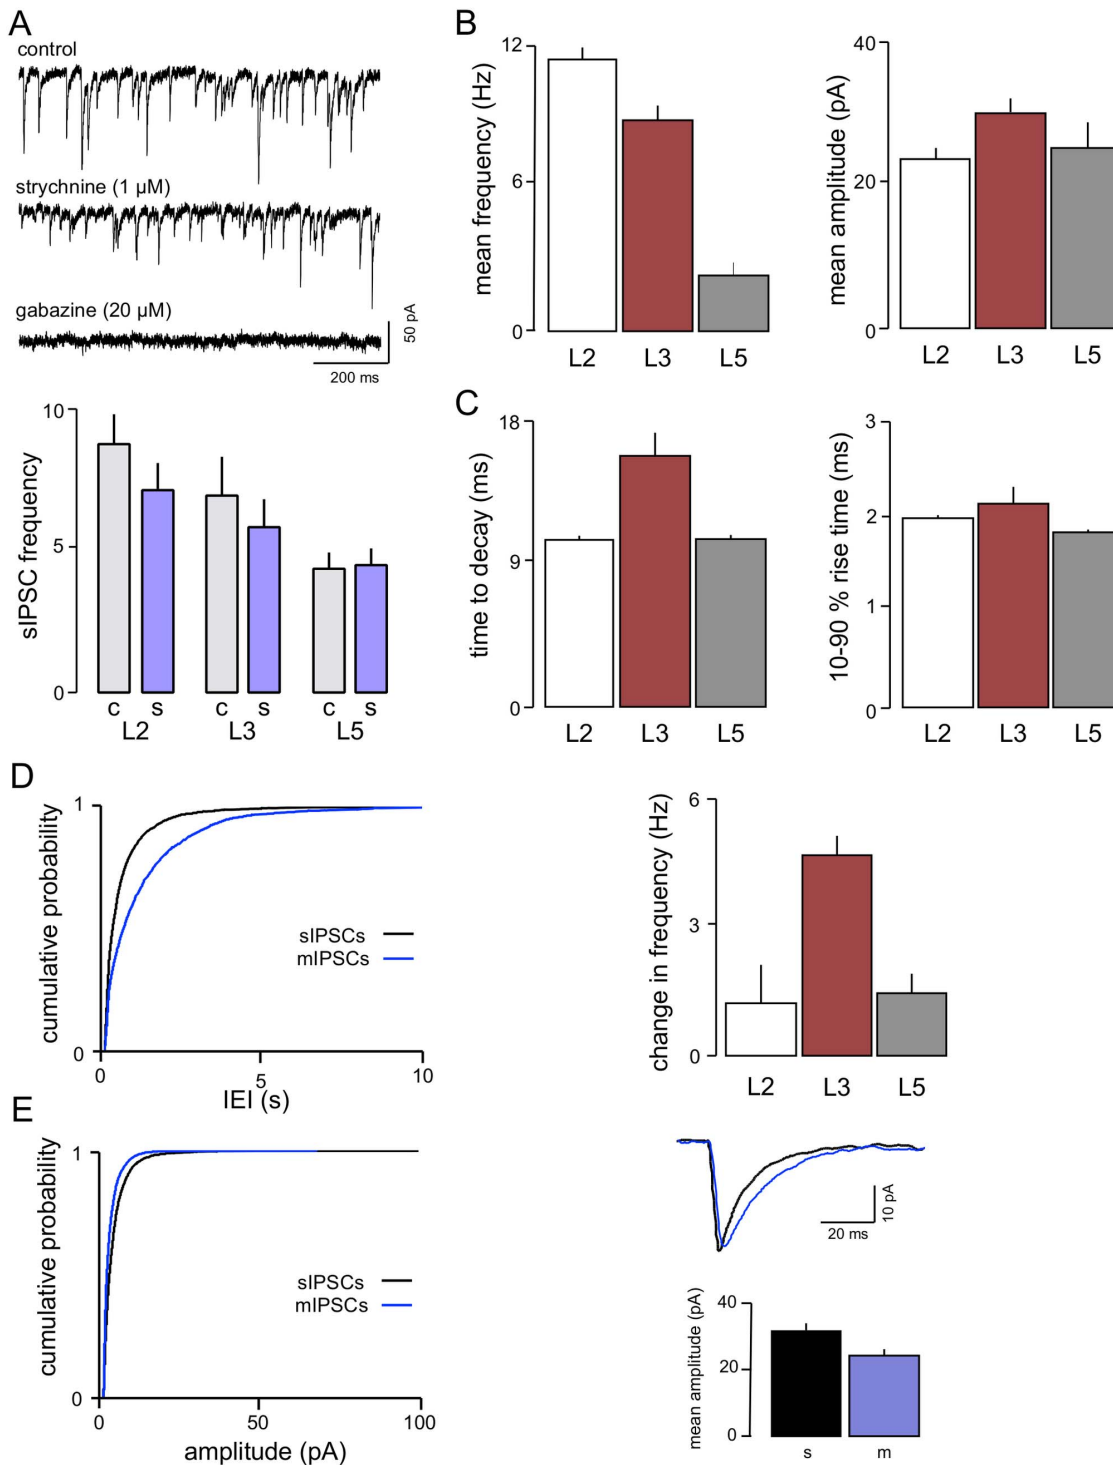 A
control
strychnine (1 µM)
gabazine (20 µM)
50 pA
200 ms
sIPSC frequency
10
5
0
c s c s c s
L2 L3 L5
B
mean frequency (Hz)
12
6
0
L2 L3 L5
mean amplitude (pA)
40
20
0
L2 L3 L5
C
time to decay (ms)
18
9
0
L2 L3 L5
10-90 % rise time (ms)
3
2
1
0
L2 L3 L5
D
cumulative probability
1
0
sIPSCs
mIPSCs
0 5 10
IEI (s)
change in frequency (Hz)
6
3
0
L2 L3 L5
E
cumulative probability
1
0
sIPSCs
mIPSCs
0 50 100
amplitude (pA)
10 pA
20 ms
mean amplitude (pA)
40
20
0
s m